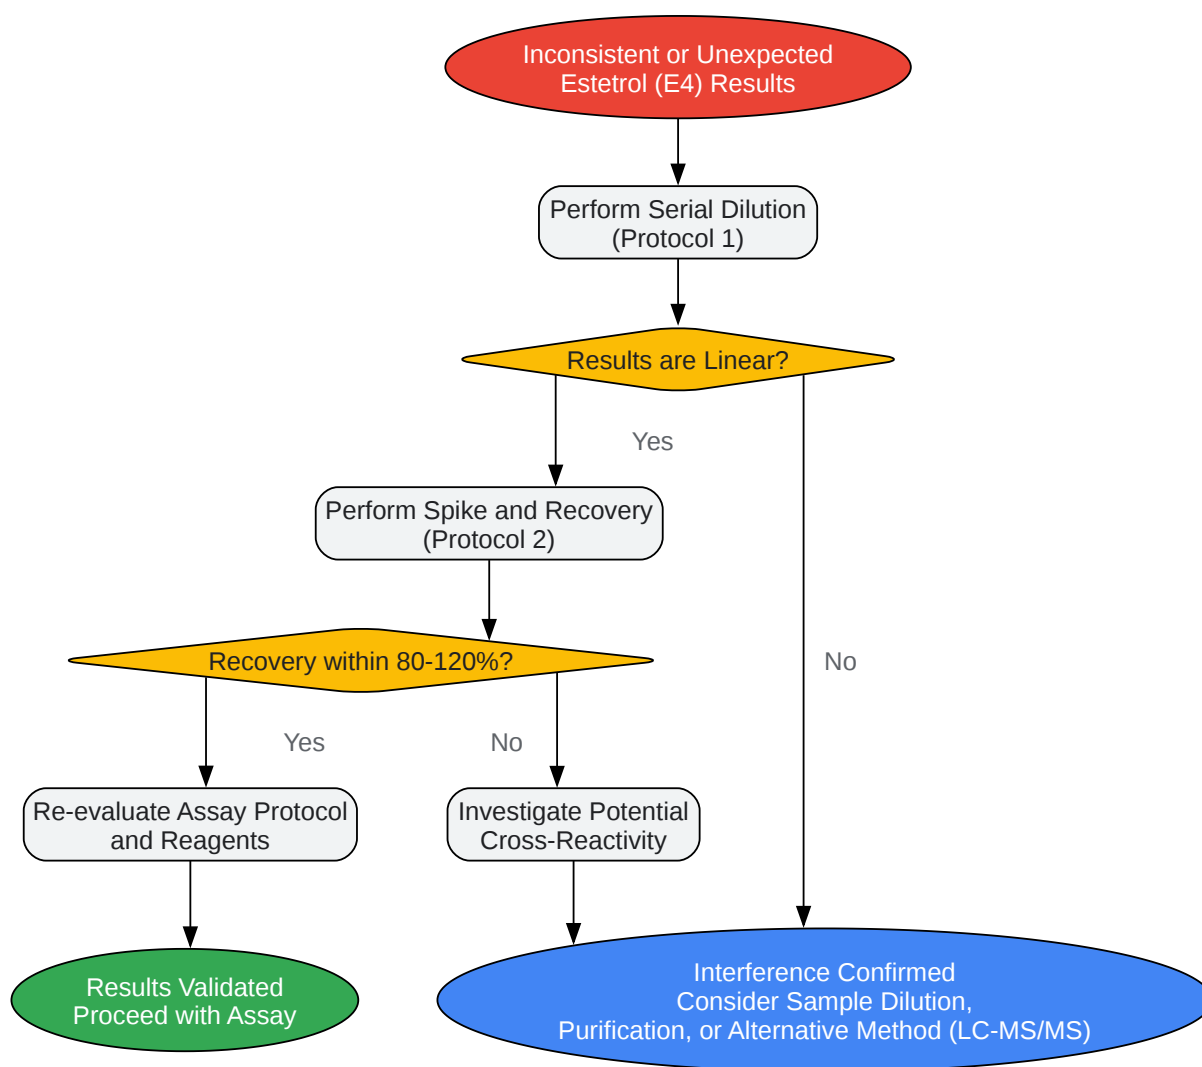 Inconsistent or Unexpected
Estetrol (E4) Results
Perform Serial Dilution
(Protocol 1)
Results are Linear?
Yes
Perform Spike and Recovery
(Protocol 2)
Recovery within 80-120%?
No
Yes
No
Re-evaluate Assay Protocol
and Reagents
Investigate Potential
Cross-Reactivity
Results Validated
Proceed with Assay
Interference Confirmed
Consider Sample Dilution,
Purification, or Alternative Method (LC-MS/MS)